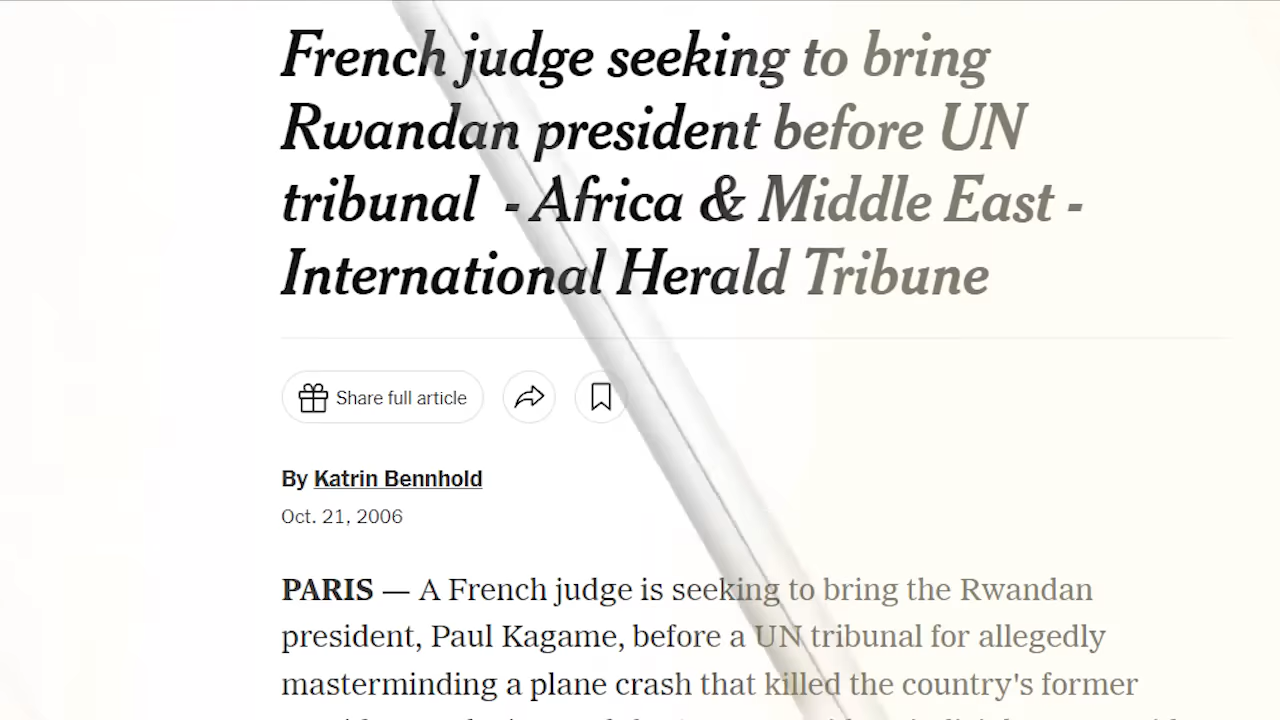 French judge seeking to bring
Rwandan president before UN
tribunal - Africa & Middle East -
International Herald Tribune
Share full article
By Katrin Bennhold
Oct. 21, 2006
PARIS — A French judge is seeking to bring the Rwandan
president, Paul Kagame, before a UN tribunal for allegedly
masterminding a plane crash that killed the country's former